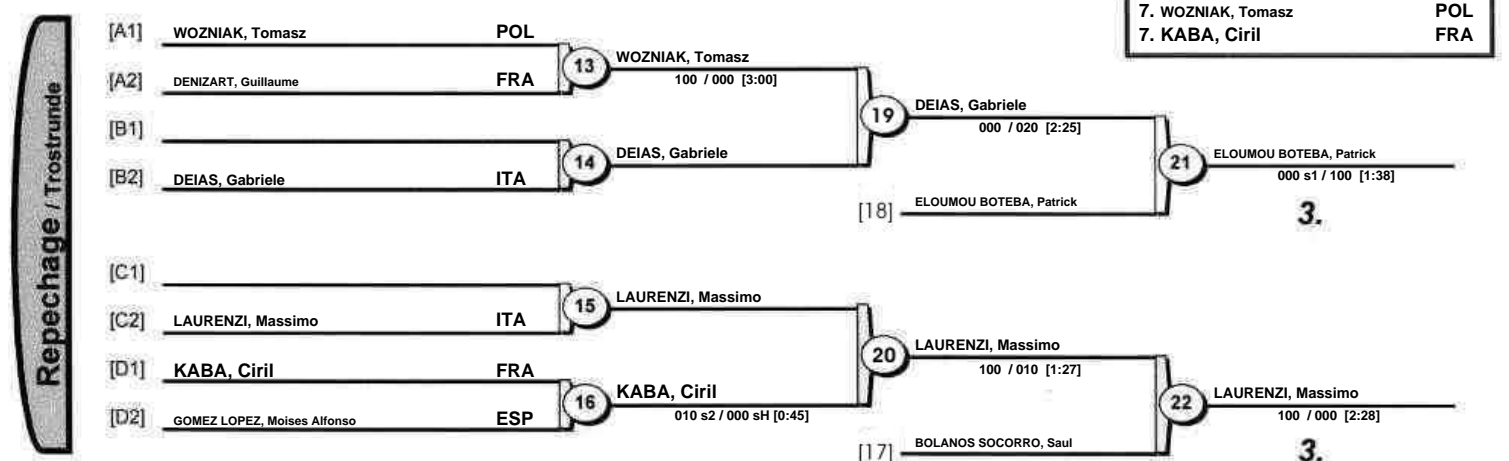 7. WOZNIAK, Tomasz POL
7. KABA, Ciril FRA
Repechage / Trostrunde
[A1] WOZNIAK, Tomasz POL
13 WOZNIAK, Tomasz
100 / 000 [3:00]
[A2] DENIZART, Guillaume FRA
19 DEIAS, Gabriele
000 / 020 [2:25]
[B1]
14 DEIAS, Gabriele
[B2] DEIAS, Gabriele ITA
21 ELOUMOU BOTEBA, Patrick
000 s1 / 100 [1:38]
[18] ELOUMOU BOTEBA, Patrick
3.
[C1]
15 LAURENZI, Massimo
[C2] LAURENZI, Massimo ITA
20 LAURENZI, Massimo
100 / 010 [1:27]
[D1] KABA, Ciril FRA
16 KABA, Ciril
010 s2 / 000 sH [0:45]
[D2] GOMEZ LOPEZ, Moises Alfonso ESP
22 LAURENZI, Massimo
100 / 000 [2:28]
[17] BOLANOS SOCORRO, Saul
3.